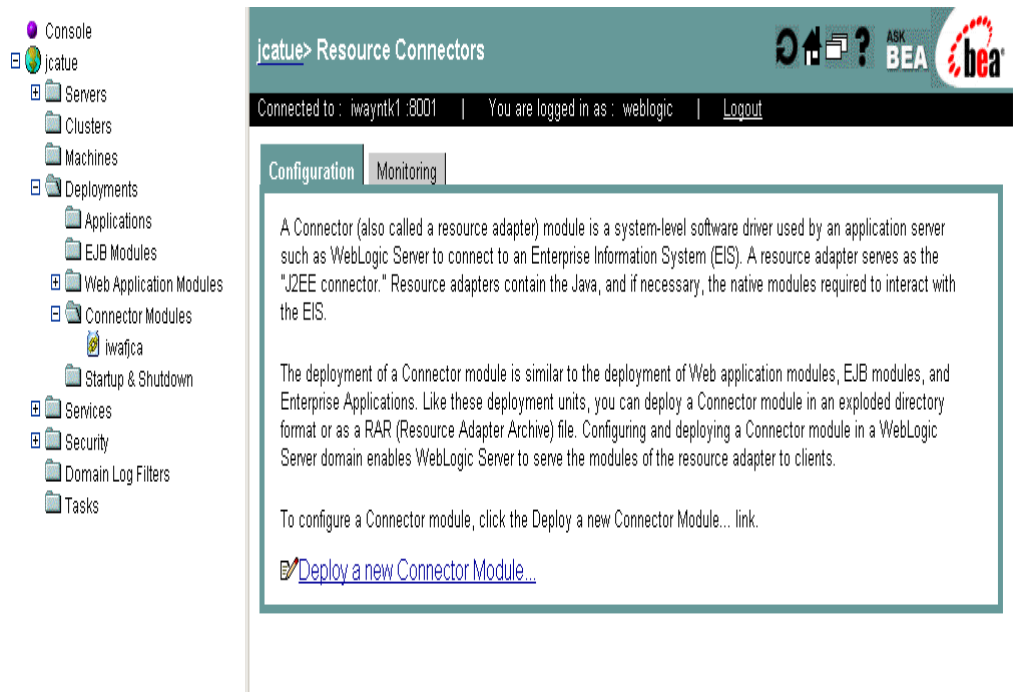 Console
jcatue
Servers
Clusters
Machines
Deployments
Applications
EJB Modules
Web Application Modules
Connector Modules
iwafjca
Startup & Shutdown
Services
Security
Domain Log Filters
Tasks
jcatue> Resource Connectors
?
ASK
BEA
bea
Connected to : iwayntk1 :8001 | You are logged in as : weblogic | Logout
Configuration Monitoring
A Connector (also called a resource adapter) module is a system-level software driver used by an application server
such as WebLogic Server to connect to an Enterprise Information System (EIS). A resource adapter serves as the
"J2EE connector." Resource adapters contain the Java, and if necessary, the native modules required to interact with
the EIS.
The deployment of a Connector module is similar to the deployment of Web application modules, EJB modules, and
Enterprise Applications. Like these deployment units, you can deploy a Connector module in an exploded directory
format or as a RAR (Resource Adapter Archive) file. Configuring and deploying a Connector module in a WebLogic
Server domain enables WebLogic Server to serve the modules of the resource adapter to clients.
To configure a Connector module, click the Deploy a new Connector Module... link.
Deploy a new Connector Module...